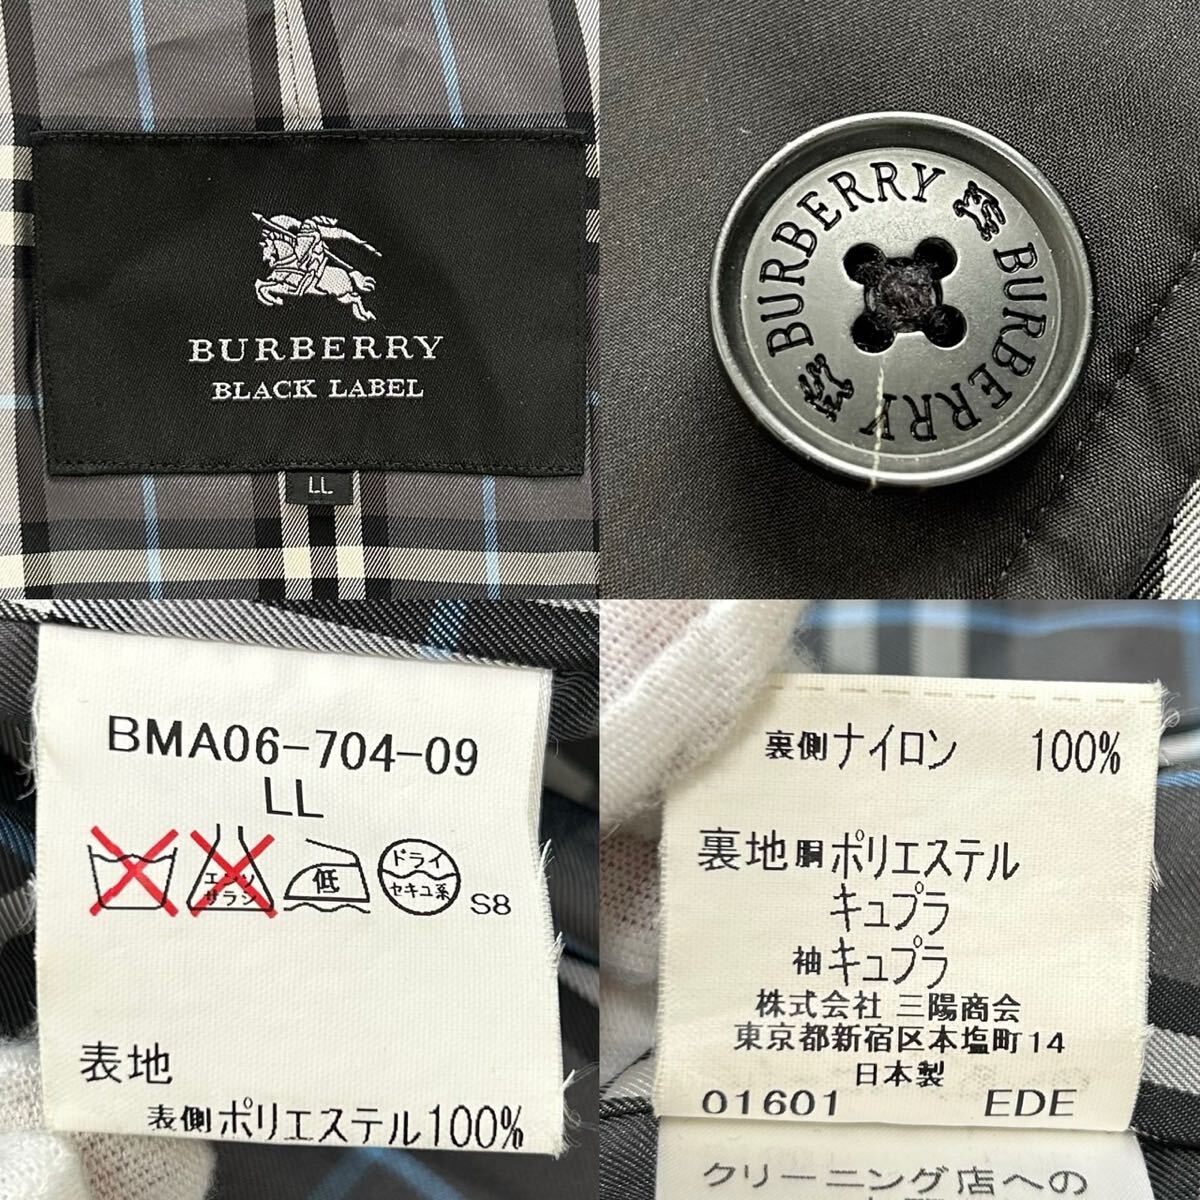 BURBERRY
BLACK LABEL
LL
BURBERRY BURBERRY BURBERRY
BMA06-704-09
LL
エンソ
サラシ
低
ドライ
セキユ系
S8
表地
表側ポリエステル100%
裏側ナイロン 100%
裏地胴ポリエステル
キュプラ
袖キュプラ
株式会社 三陽商会
東京都新宿区本塩町14
日本製
01601 EDE
クリーニング店への